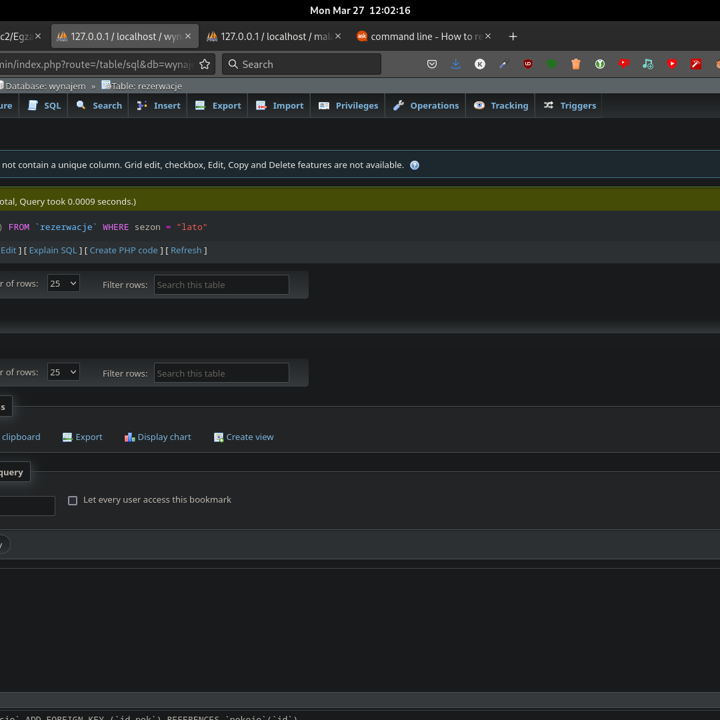 Mon Mar 27 12:02:16
c2/Egza
127.0.0.1 / localhost / wyn
127.0.0.1 / localhost / mal
command line - How to re
min/index.php?route=/table/sql&db=wynaj
Search
Database: wynajem » Table: rezerwacje
ure SQL Search Insert Export Import Privileges Operations Tracking Triggers
not contain a unique column. Grid edit, checkbox, Edit, Copy and Delete features are not available.
otal, Query took 0.0009 seconds.)
) FROM `rezerwacje` WHERE sezon = "lato"
Edit ] [ Explain SQL ] [ Create PHP code ] [ Refresh ]
r of rows: 25 Filter rows: Search this table
r of rows: 25 Filter rows: Search this table
s
clipboard Export Display chart Create view
query
Let every user access this bookmark
y
ADD FOREIGN KEY (`id_pok`) REFERENCES `pokoje`(`id`)